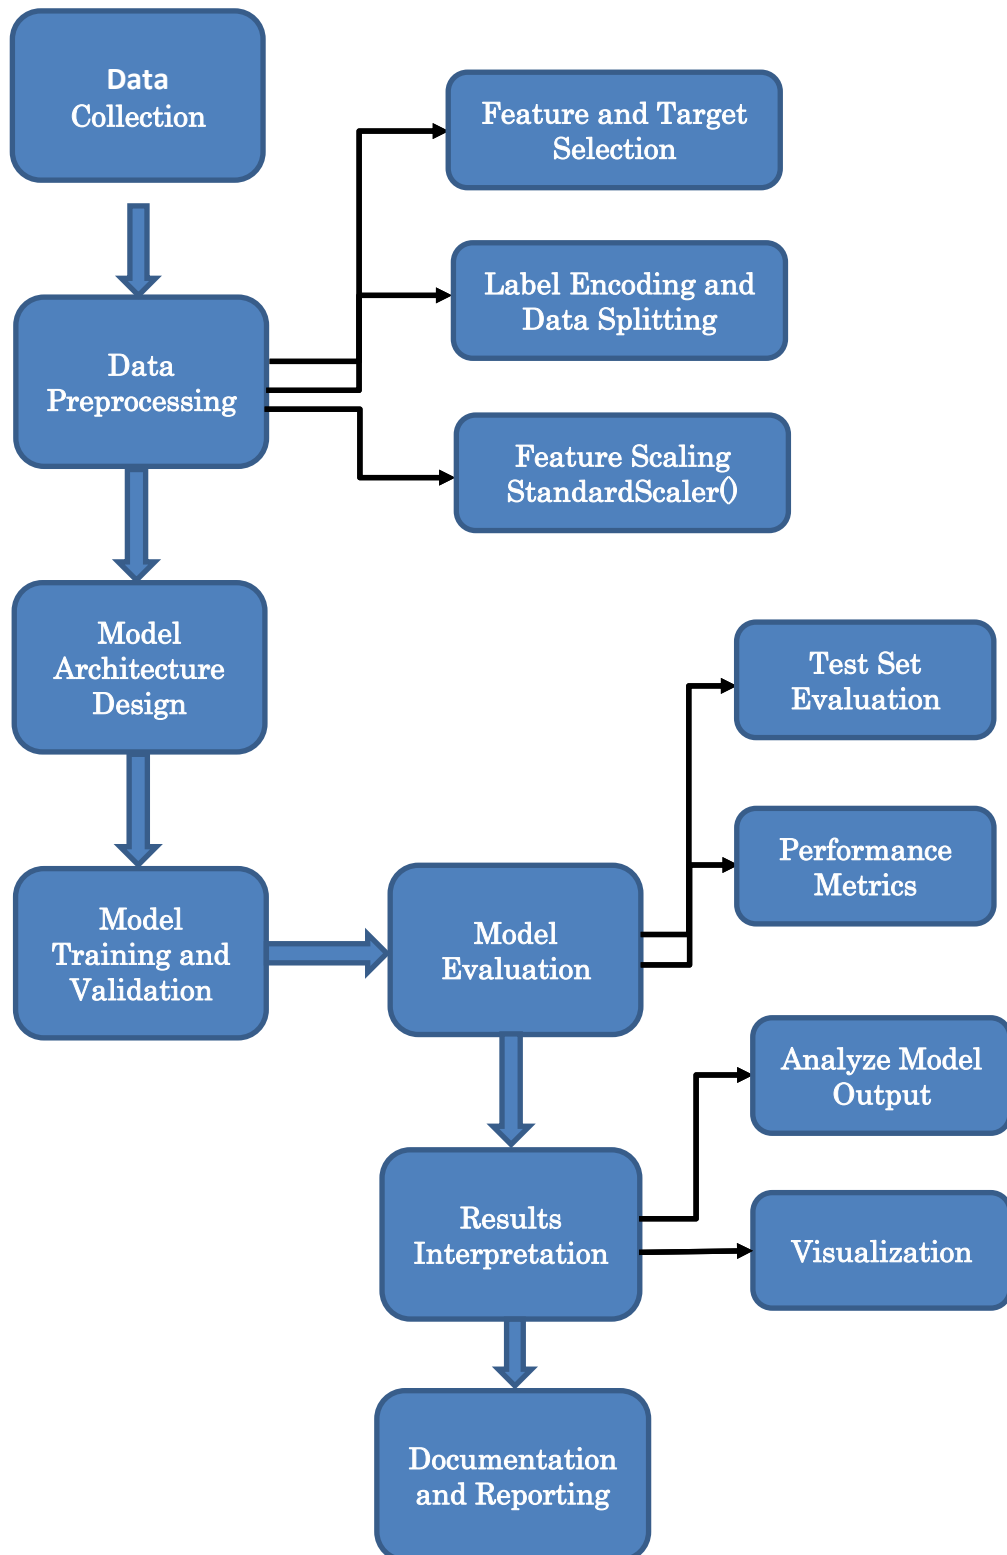 Data
Collection
Feature and Target
Selection
Label Encoding and
Data Splitting
Data
Preprocessing
Feature Scaling
StandardScaler()
Model
Architecture
Design
Test Set
Evaluation
Performance
Metrics
Model
Training and
Validation
Model
Evaluation
Analyze Model
Output
Results
Interpretation
Visualization
Documentation
and Reporting